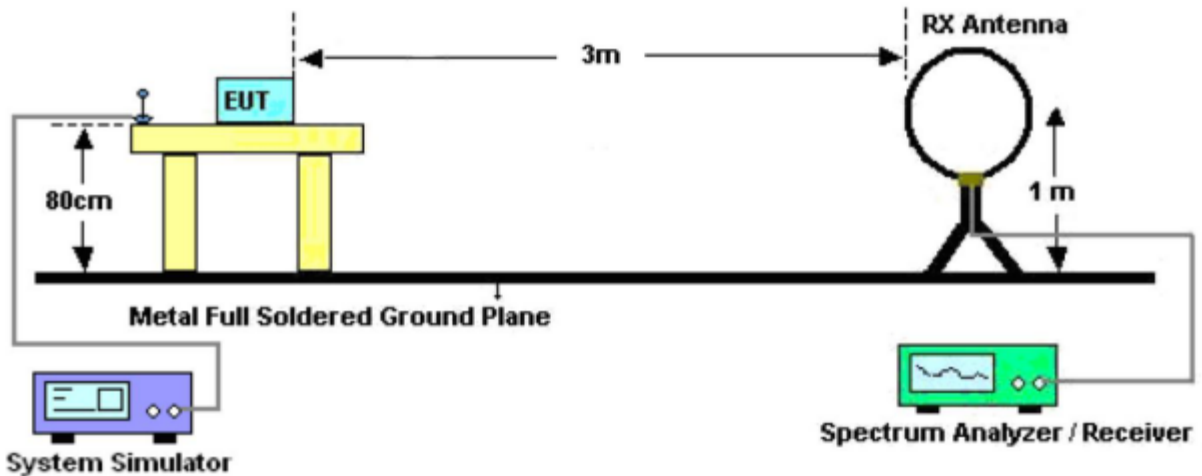 RX Antenna
3m
EUT
80cm
1 m
Metal Full Soldered Ground Plane
System Simulator
Spectrum Analyzer / Receiver